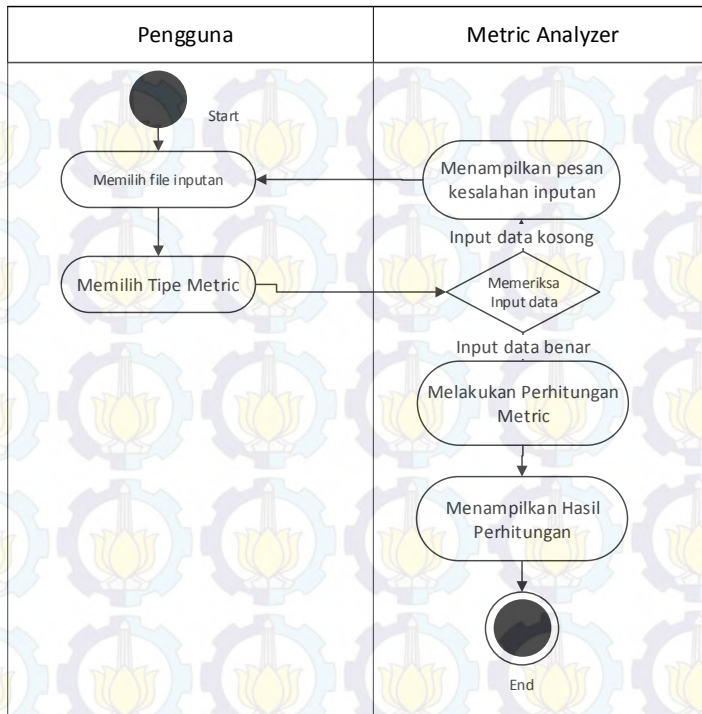 Pengguna
Metric Analyzer
Start
Memilih file inputan
Menampilkan pesan
kesalahan inputan
Input data kosong
Memilih Tipe Metric
Memeriksa
Input data
Input data benar
Melakukan Perhitungan
Metric
Menampilkan Hasil
Perhitungan
End